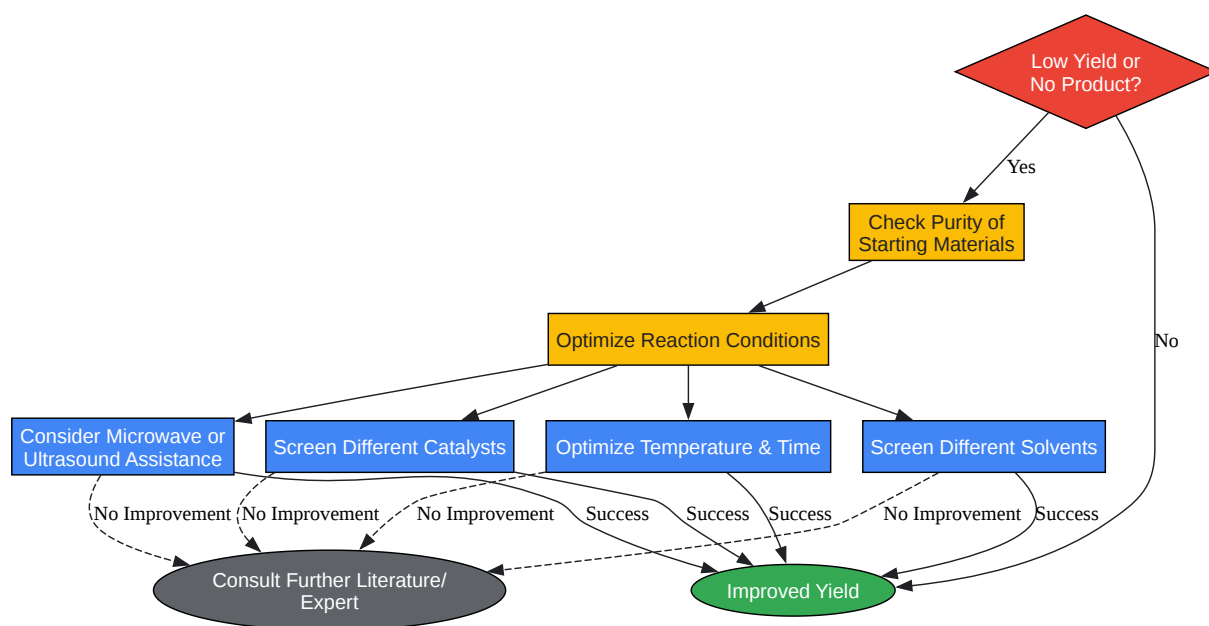 Low Yield or
No Product?
Yes
Check Purity of
Starting Materials
No
Optimize Reaction Conditions
Consider Microwave or
Ultrasound Assistance
Screen Different Catalysts
Optimize Temperature & Time
Screen Different Solvents
No Improvement
No Improvement
No Improvement
Success
Success
Success
No Improvement
Success
Consult Further Literature/
Expert
Improved Yield